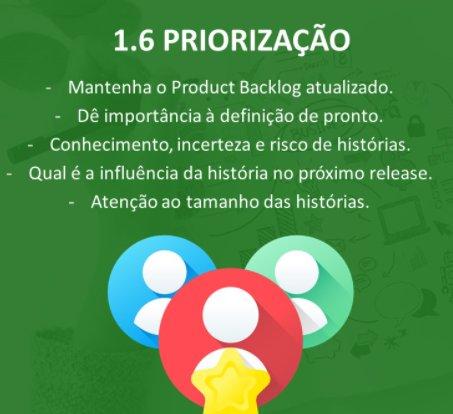 1.6 PRIORIZAÇÃO
- Mantenha o Product Backlog atualizado.
- Dê importância à definição de pronto.
- Conhecimento, incerteza e risco de histórias.
- Qual é a influência da história no próximo release.
- Atenção ao tamanho das histórias.